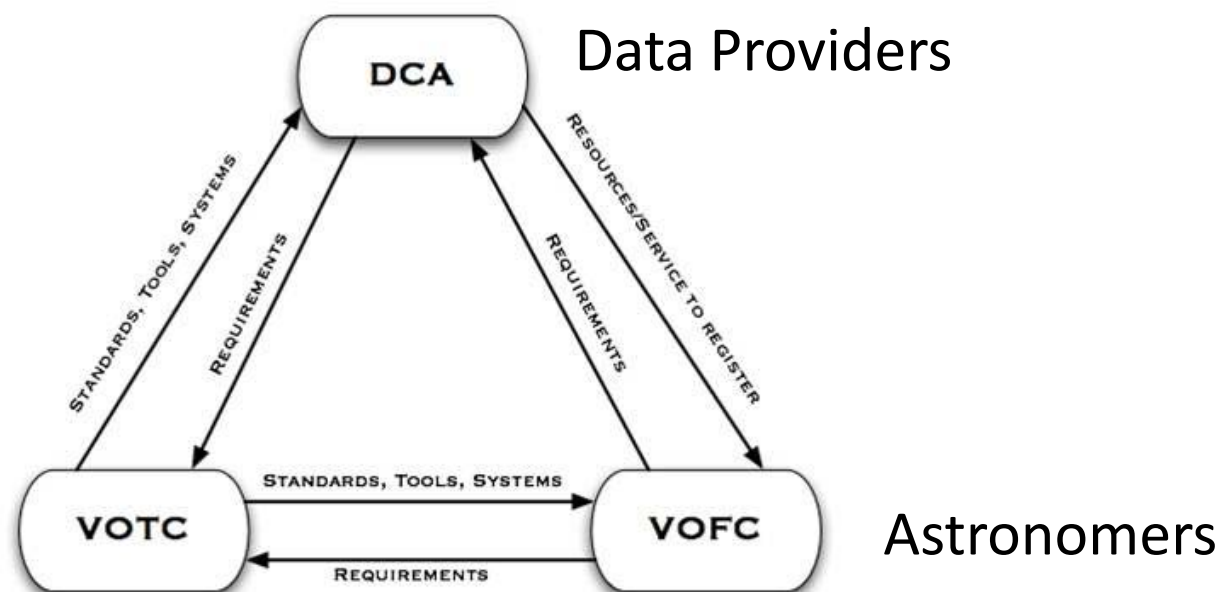 Data Providers
DCA
STANDARDS, TOOLS, SYSTEMS
REQUIREMENTS
REQUIREMENTS
RESOURCES/SERVICE TO REGISTER
STANDARDS, TOOLS, SYSTEMS
VOTC
VOFC
Astronomers
REQUIREMENTS